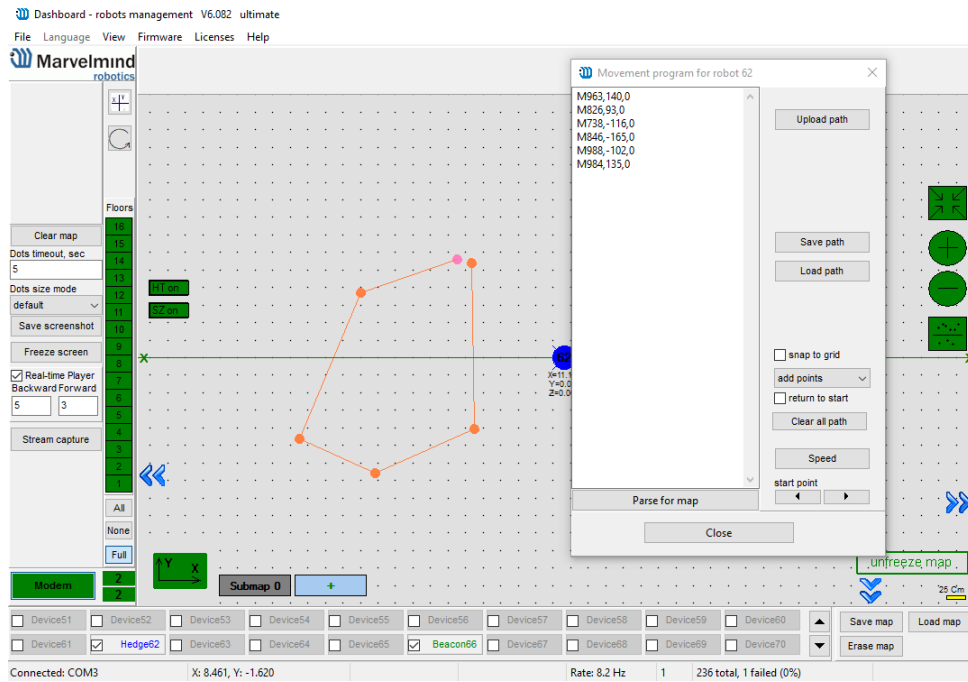 Dashboard - robots management V6.082 ultimate
File Language View Firmware Licenses Help
Marvelmind
robotics
Clear map
Dots timeout, sec
5
Dots size mode
default
Save screenshot
Freeze screen
Real-time Player
Backward Forward
5 3
Stream capture
Modem
Floors
16
15
14
13
12
11
10
9
8
7
6
5
4
3
2
1
All
None
Full
2
2
HT on
SZ on
X
62
Y
X
Submap 0 +
Movement program for robot 62
M963,140,0
M826,93,0
M738,-116,0
M846,-165,0
M988,-102,0
M984,135,0
Parse for map
Upload path
Save path
Load path
snap to grid
add points
return to start
Clear all path
Speed
start point
Close
unfreeze map
25 Cm
Device51 Device52 Device53 Device54 Device55 Device56 Device57 Device58 Device59 Device60
Device61 Hedge62 Device63 Device64 Device65 Beacon66 Device67 Device68 Device69 Device70
Save map Load map
Erase map
Connected: COM3 X: 8.461, Y: -1.620 Rate: 8.2 Hz 1 236 total, 1 failed (0%)